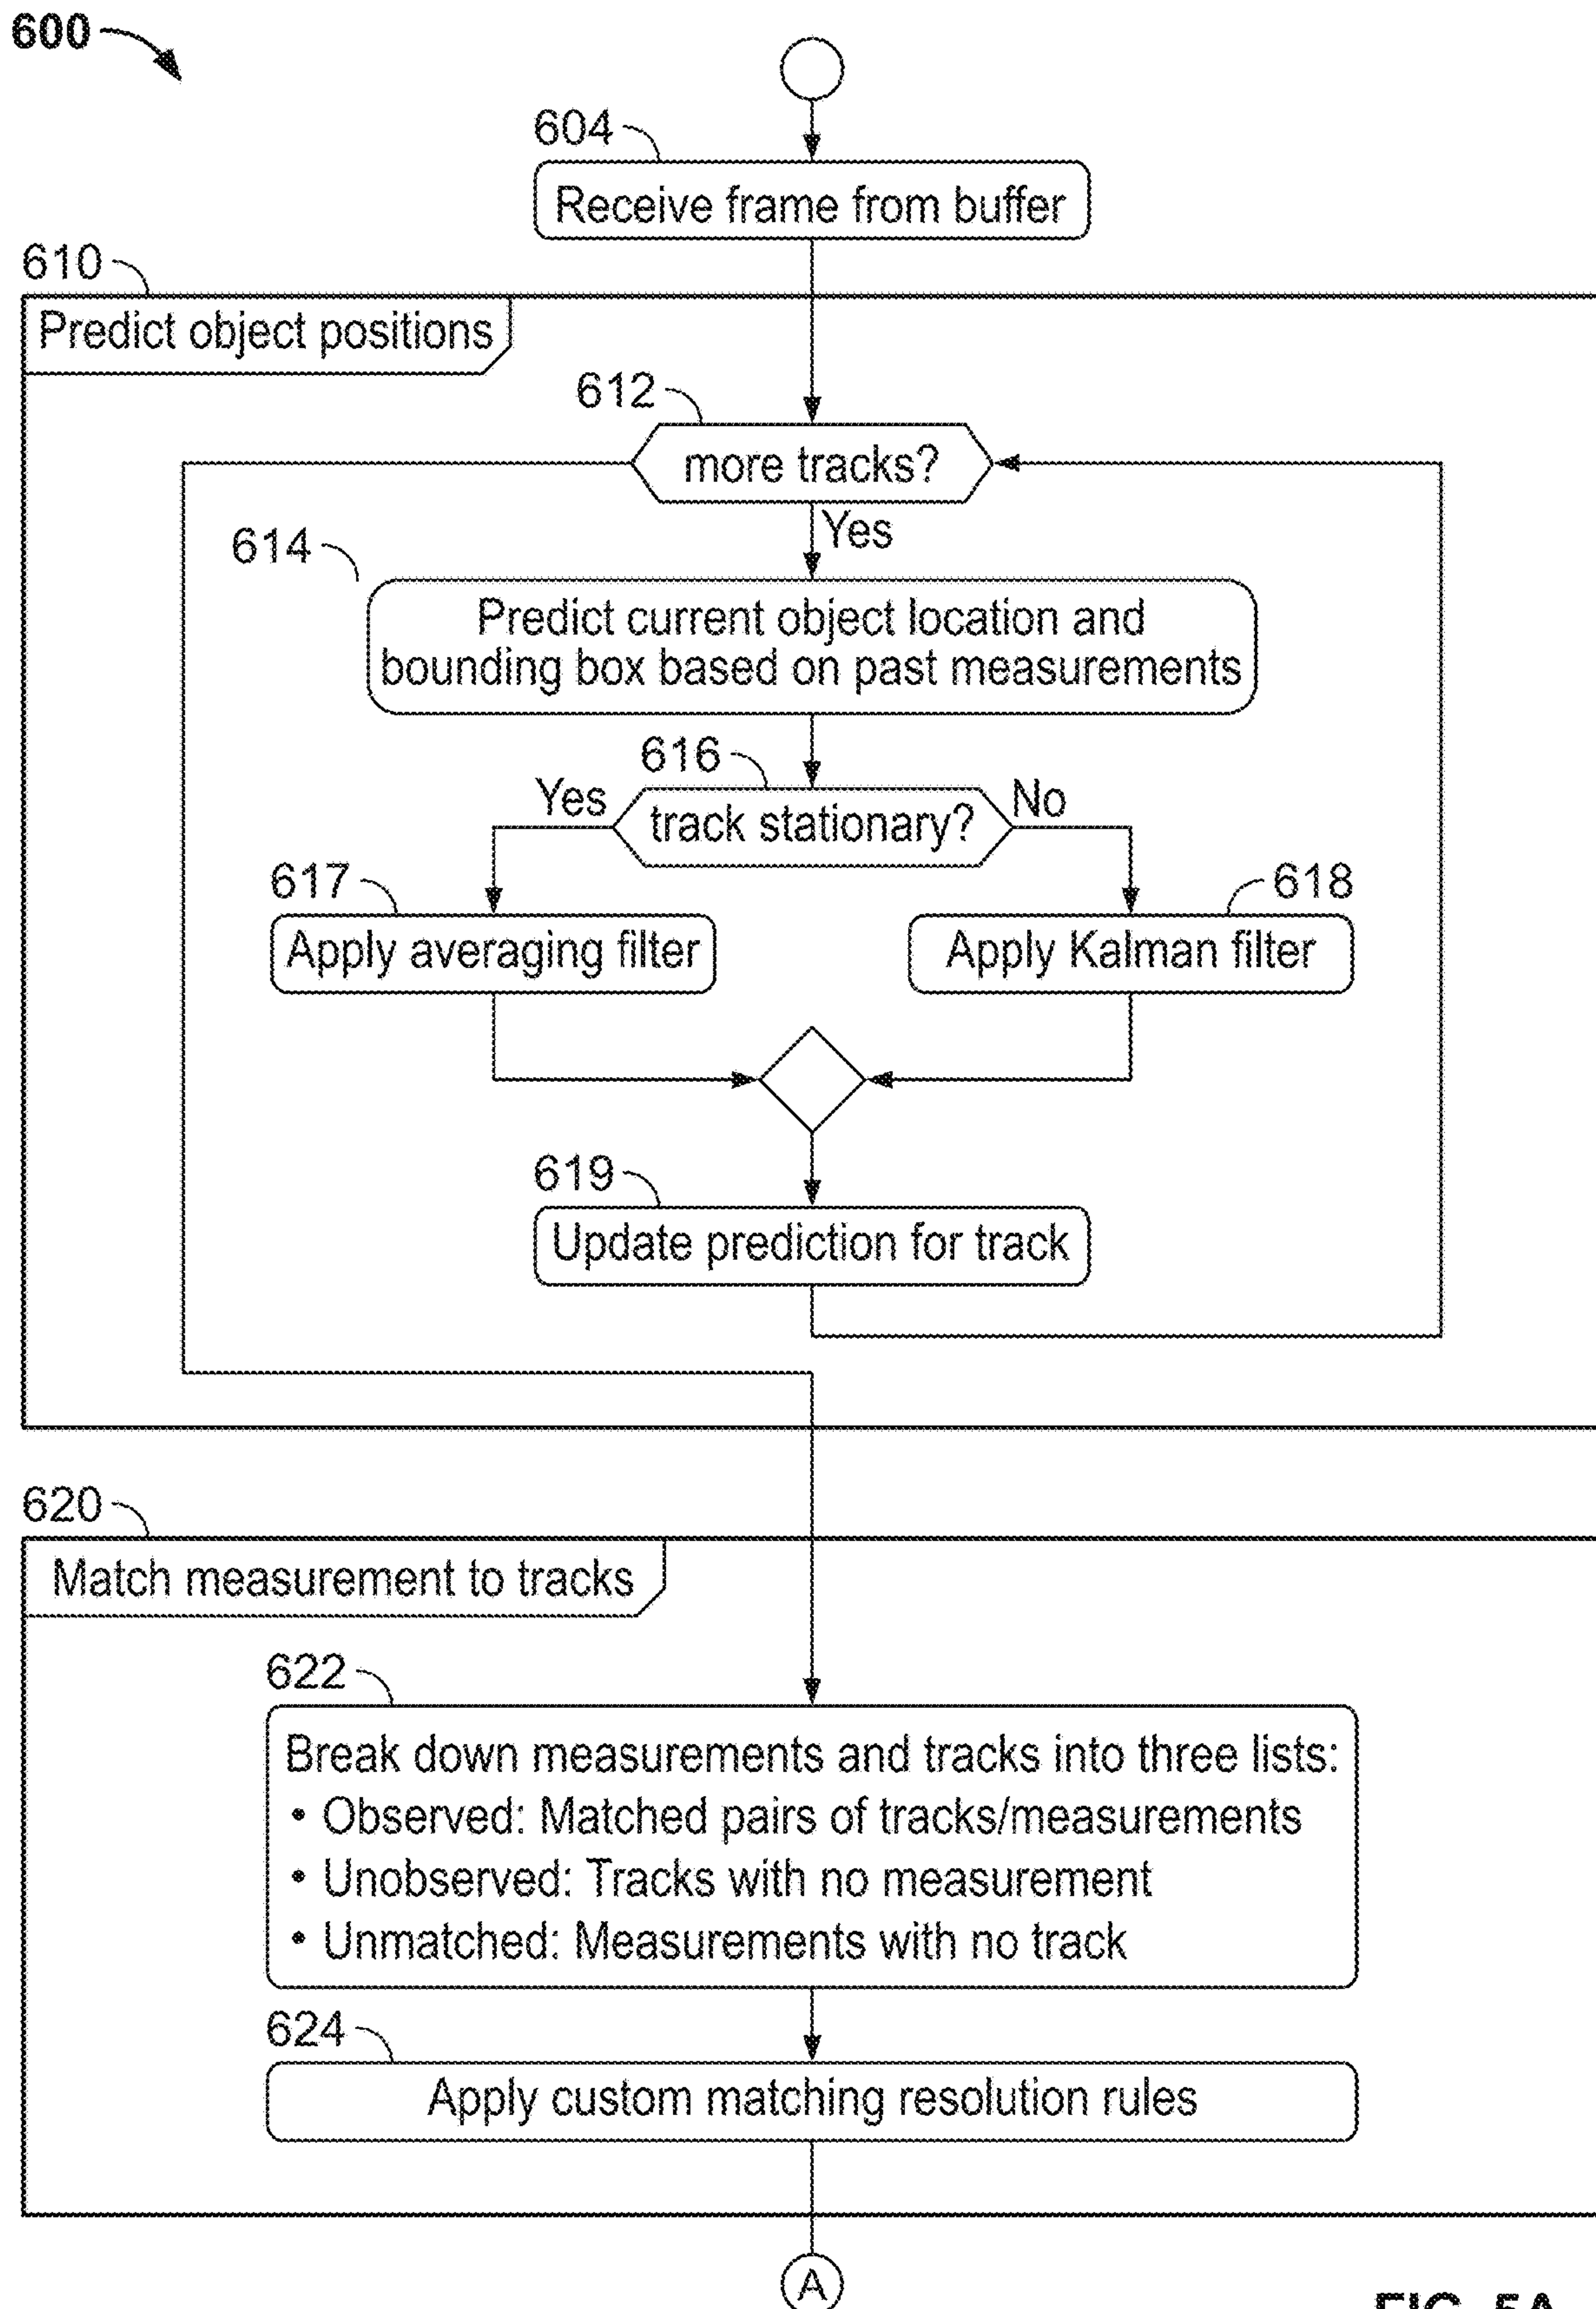 600
604
Receive frame from buffer
610
Predict object positions
612
more tracks?
Yes
614
Predict current object location and
bounding box based on past measurements
616
Yes
track stationary?
No
617
618
Apply averaging filter
Apply Kalman filter
619
Update prediction for track
620
Match measurement to tracks
622
Break down measurements and tracks into three lists:
• Observed: Matched pairs of tracks/measurements
• Unobserved: Tracks with no measurement
• Unmatched: Measurements with no track
624
Apply custom matching resolution rules
A
FIG. 5A